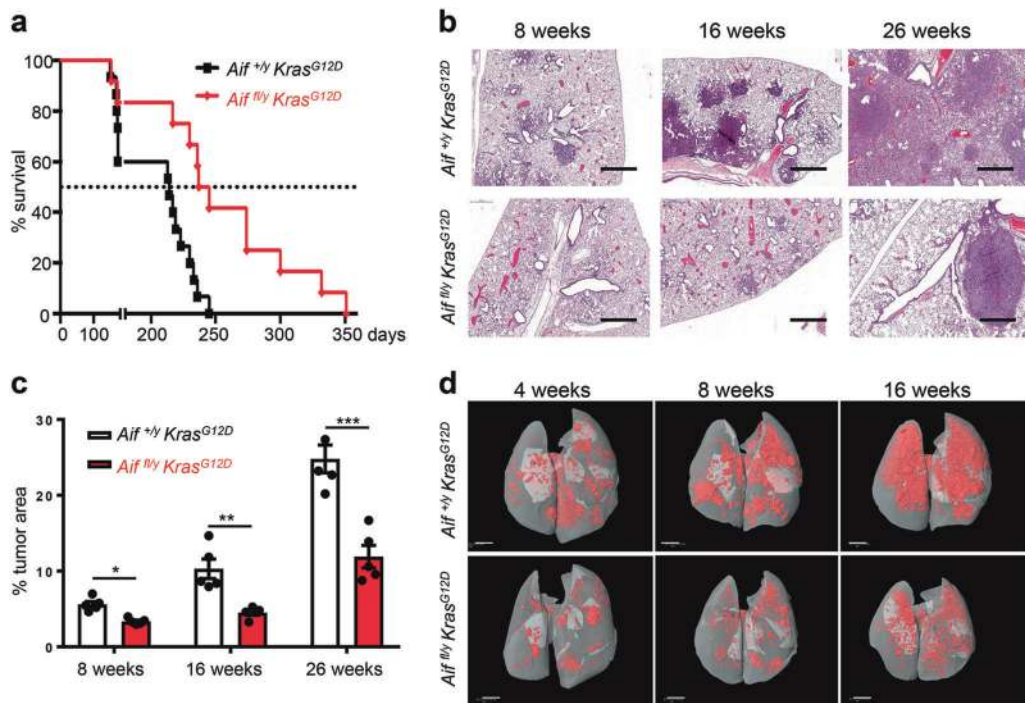 a
100
80
60
40
20
0
% survival
Aif +/y KrasG12D
Aif fl/y KrasG12D
0 100 200 250 300 350 days
b
8 weeks 16 weeks 26 weeks
Aif +/y KrasG12D
Aif fl/y KrasG12D
c
30
20
10
0
% tumor area
Aif +/y KrasG12D
Aif fl/y KrasG12D
*
**
***
8 weeks 16 weeks 26 weeks
d
4 weeks 8 weeks 16 weeks
Aif +/y KrasG12D
Aif fl/y KrasG12D